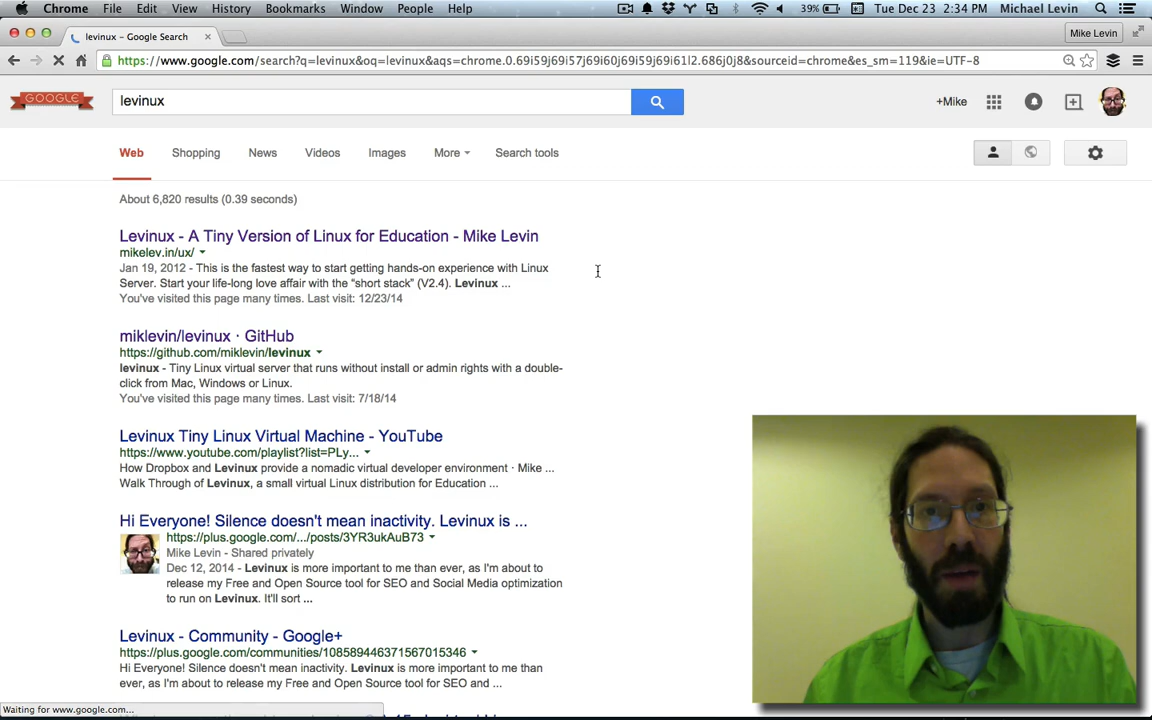 Chrome File Edit View History Bookmarks Window People Help 39% Tue Dec 23 2:34 PM Michael Levin
levinux - Google Search Mike Levin
https://www.google.com/search?q=levinux&oq=levinux&aqs=chrome.0.69i59j69i57j69i60j69i59j69i61l2.686j0j8&sourceid=chrome&es_sm=119&ie=UTF-8
GOOGLE levinux +Mike
Web Shopping News Videos Images More Search tools
About 6,820 results (0.39 seconds)
Levinux - A Tiny Version of Linux for Education - Mike Levin
mikelev.in/ux/
Jan 19, 2012 - This is the fastest way to start getting hands-on experience with Linux
Server. Start your life-long love affair with the "short stack" (V2.4). Levinux ...
You've visited this page many times. Last visit: 12/23/14
miklevin/levinux · GitHub
https://github.com/miklevin/levinux
levinux - Tiny Linux virtual server that runs without install or admin rights with a double-
click from Mac, Windows or Linux.
You've visited this page many times. Last visit: 7/18/14
Levinux Tiny Linux Virtual Machine - YouTube
https://www.youtube.com/playlist?list=PLy...
How Dropbox and Levinux provide a nomadic virtual developer environment · Mike ...
Walk Through of Levinux, a small virtual Linux distribution for Education ...
Hi Everyone! Silence doesn't mean inactivity. Levinux is ...
https://plus.google.com/.../posts/3YR3ukAuB73
Mike Levin - Shared privately
Dec 12, 2014 - Levinux is more important to me than ever, as I'm about to
release my Free and Open Source tool for SEO and Social Media optimization
to run on Levinux. It'll sort ...
Levinux - Community - Google+
https://plus.google.com/communities/108589446371567015346
Hi Everyone! Silence doesn't mean inactivity. Levinux is more important to me than
ever, as I'm about to release my Free and Open Source tool for SEO and ...
Waiting for www.google.com...